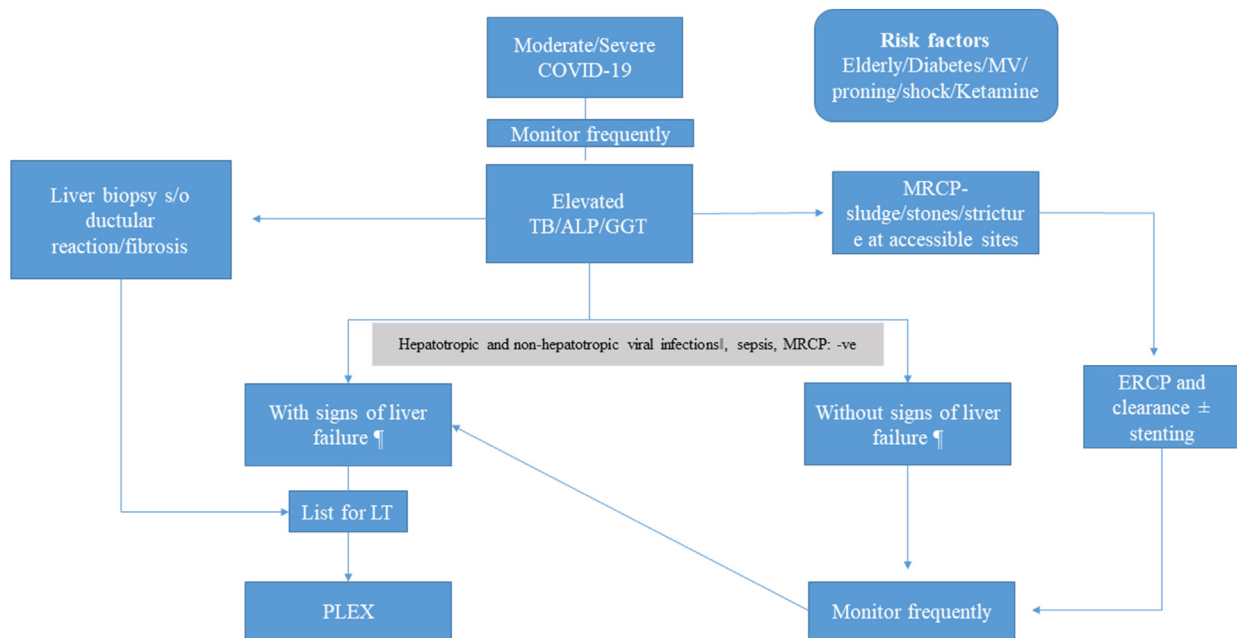 Moderate/Severe
COVID-19
Risk factors
Elderly/Diabetes/MV/
proning/shock/Ketamine
Monitor frequently
Liver biopsy s/o
ductular
reaction/fibrosis
Elevated
TB/ALP/GGT
MRCP-
sludge/stones/strictur
e at accessible sites
Hepatotropic and non-hepatotropic viral infections‖, sepsis, MRCP: -ve
With signs of liver
failure ¶
Without signs of liver
failure ¶
ERCP and
clearance ±
stenting
List for LT
PLEX
Monitor frequently